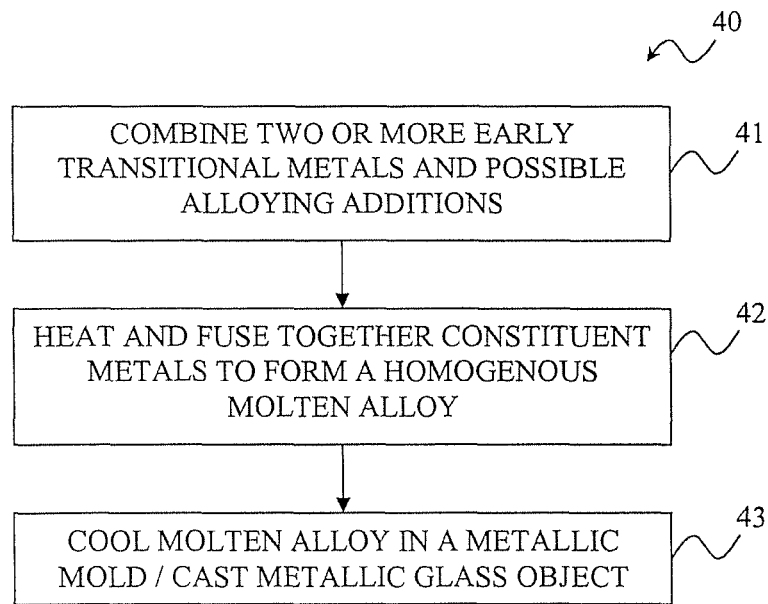 40
COMBINE TWO OR MORE EARLY
TRANSITIONAL METALS AND POSSIBLE
ALLOYING ADDITIONS
41
HEAT AND FUSE TOGETHER CONSTITUENT
METALS TO FORM A HOMOGENOUS
MOLTEN ALLOY
42
COOL MOLTEN ALLOY IN A METALLIC
MOLD / CAST METALLIC GLASS OBJECT
43